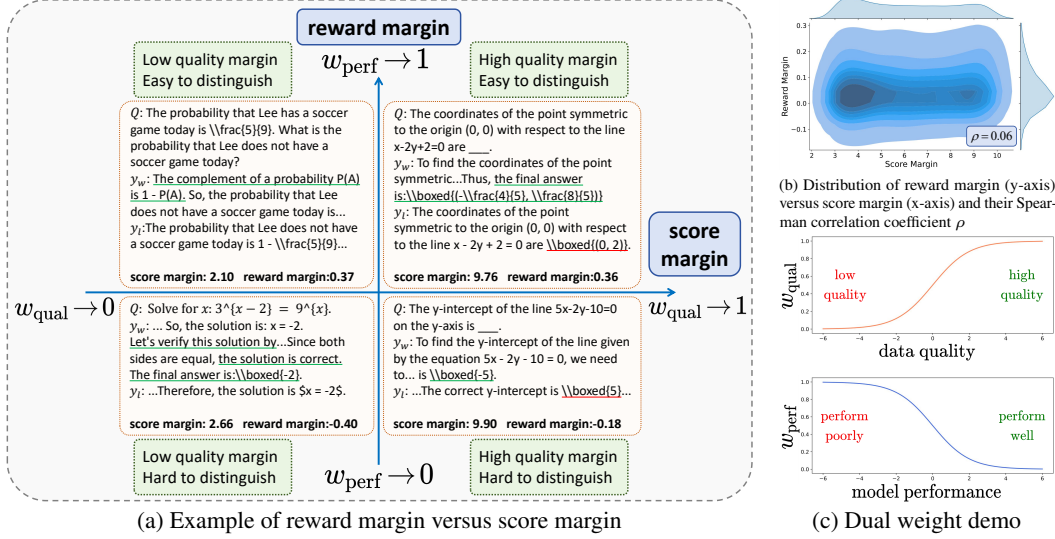 reward margin
w_perf → 1
Low quality margin
Easy to distinguish
High quality margin
Easy to distinguish
Q: The probability that Lee has a soccer
game today is \\frac{5}{9}. What is the
probability that Lee does not have a
soccer game today?
y_w: The complement of a probability P(A)
is 1 - P(A). So, the probability that Lee
does not have a soccer game today is...
y_l:The probability that Lee does not have
a soccer game today is 1 - \\frac{5}{9}...
score margin: 2.10 reward margin:0.37
Q: The coordinates of the point symmetric
to the origin (0, 0) with respect to the line
x-2y+2=0 are ___.
y_w: To find the coordinates of the point
symmetric...Thus, the final answer
is:\\boxed{(-\\frac{4}{5}, \\frac{8}{5})}
y_l: The coordinates of the point
symmetric to the origin (0, 0) with respect
to the line x - 2y + 2 = 0 are \\boxed{(0, 2)}.
score margin: 9.76 reward margin:0.36
score
margin
w_qual → 0
w_qual → 1
Q: Solve for x: 3^{x − 2} = 9^{x}.
y_w: ... So, the solution is: x = -2.
Let's verify this solution by...Since both
sides are equal, the solution is correct.
The final answer is:\\boxed{-2}.
y_l: ...Therefore, the solution is $x = -2$.
score margin: 2.66 reward margin:-0.40
Q: The y-intercept of the line 5x-2y-10=0
on the y-axis is ___.
y_w: To find the y-intercept of the line given
by the equation 5x - 2y - 10 = 0, we need
to... is \\boxed{-5}.
y_l: ...The correct y-intercept is \\boxed{5}...
score margin: 9.90 reward margin:-0.18
Low quality margin
Hard to distinguish
High quality margin
Hard to distinguish
w_perf → 0
(a) Example of reward margin versus score margin
Reward Margin
0.3
0.2
0.1
0.0
−0.1
ρ = 0.06
2 3 4 5 6 7 8 9 10
Score Margin
(b) Distribution of reward margin (y-axis)
versus score margin (x-axis) and their Spear-
man correlation coefficient ρ
w_qual
1.0
0.8
0.6
0.4
0.2
0.0
low
quality
high
quality
−6 −4 −2 0 2 4 6
data quality
w_perf
1.0
0.8
0.6
0.4
0.2
0.0
perform
poorly
perform
well
−6 −4 −2 0 2 4 6
model performance
(c) Dual weight demo